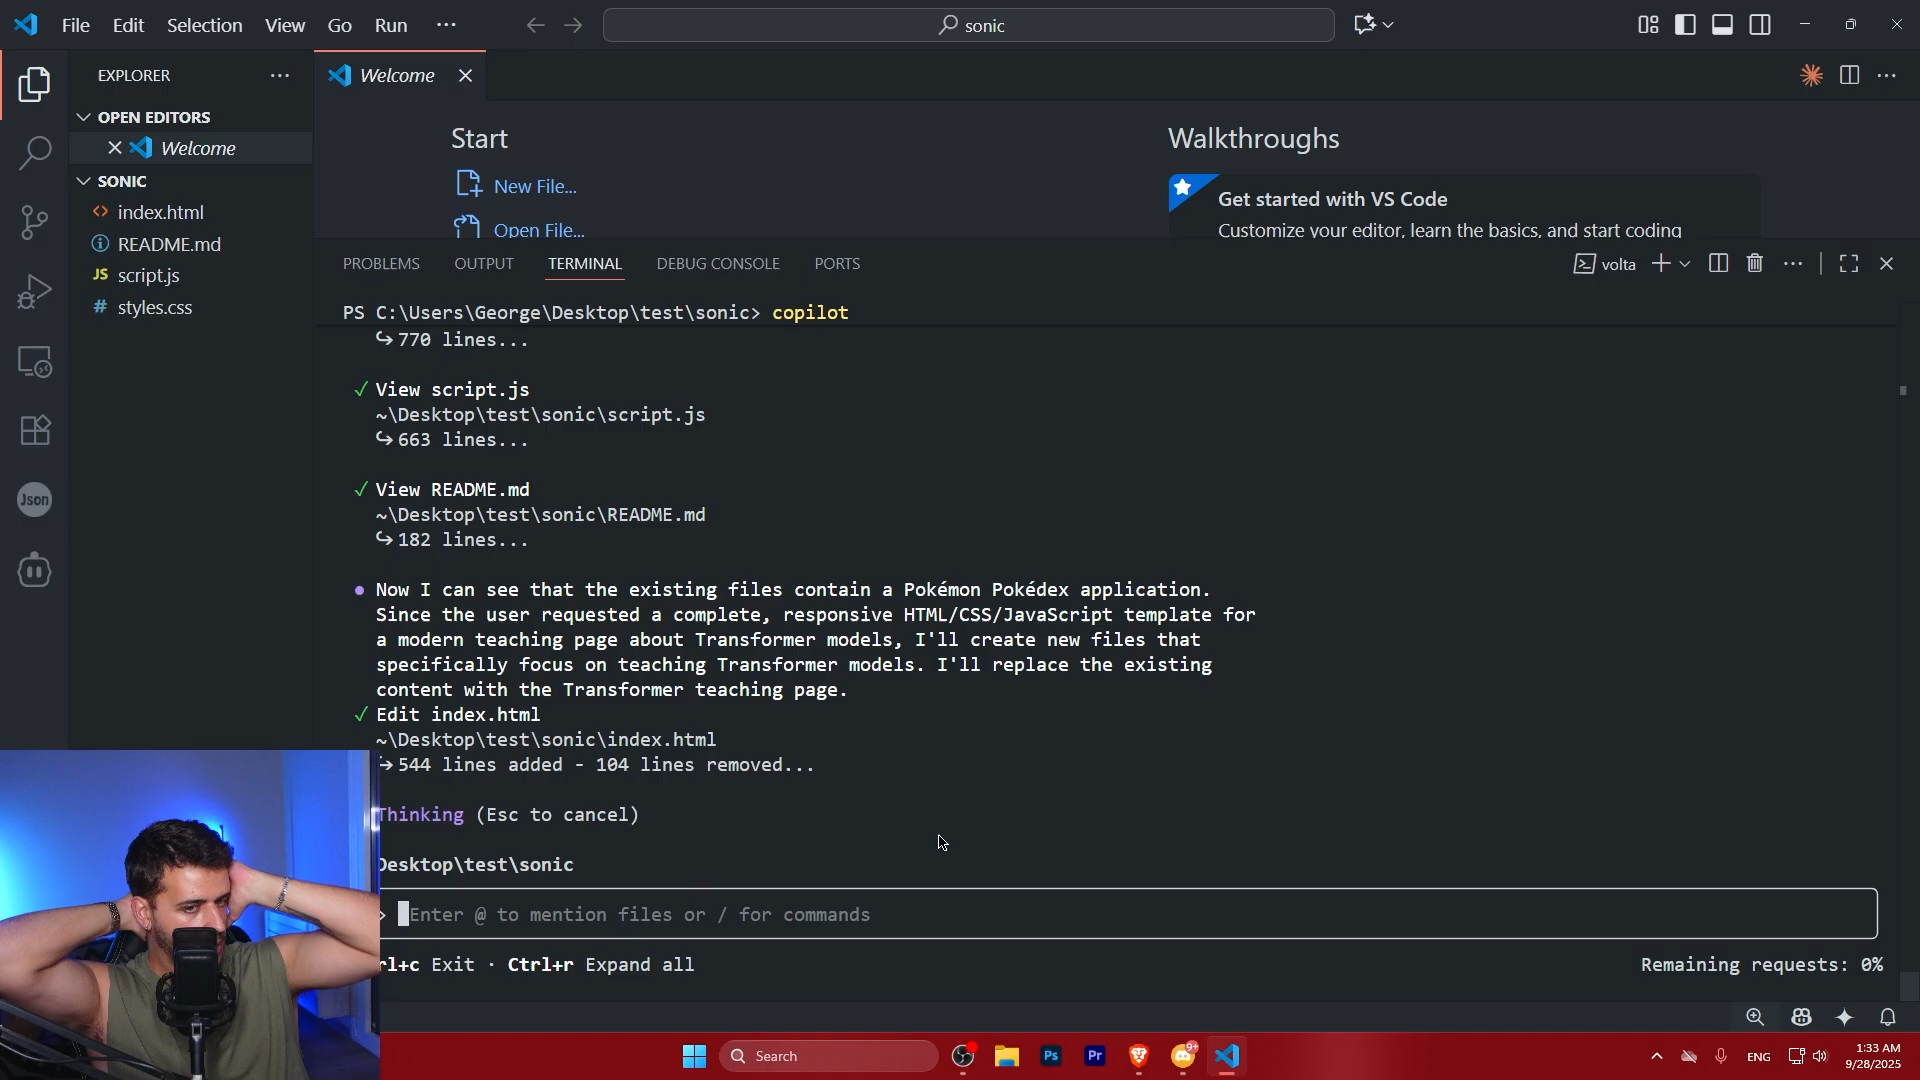 File Edit Selection View Go Run ···
sonic
EXPLORER
OPEN EDITORS
Welcome
SONIC
index.html
README.md
JS script.js
# styles.css
Json
Welcome
Start
New File...
Open File...
Walkthroughs
Get started with VS Code
Customize your editor, learn the basics, and start coding
PROBLEMS OUTPUT TERMINAL DEBUG CONSOLE PORTS
volta
PS C:\Users\George\Desktop\test\sonic> copilot
↪ 770 lines...
✓ View script.js
~\Desktop\test\sonic\script.js
↪ 663 lines...
✓ View README.md
~\Desktop\test\sonic\README.md
↪ 182 lines...
● Now I can see that the existing files contain a Pokémon Pokédex application.
Since the user requested a complete, responsive HTML/CSS/JavaScript template for
a modern teaching page about Transformer models, I'll create new files that
specifically focus on teaching Transformer models. I'll replace the existing
content with the Transformer teaching page.
✓ Edit index.html
~\Desktop\test\sonic\index.html
↪ 544 lines added - 104 lines removed...
Thinking (Esc to cancel)
Desktop\test\sonic
> Enter @ to mention files or / for commands
rl+c Exit · Ctrl+r Expand all
Remaining requests: 0%
Search
Ps
Pr
9+
ENG
1:33 AM
9/28/2025